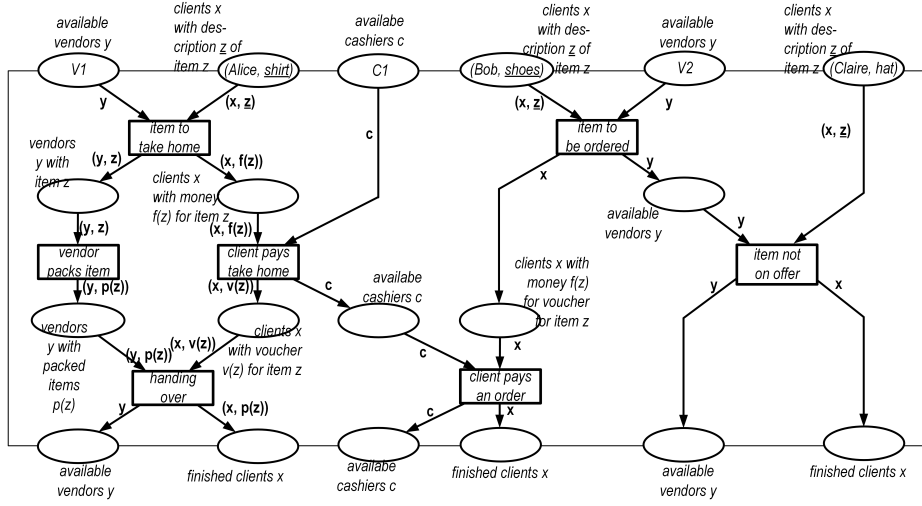 available
vendors y
clients x
with des-
cription z of
item z
availabe
cashiers c
clients x
with des-
cription z of
item z
available
vendors y
clients x
with des-
cription z of
item z
V1
(Alice, shirt)
C1
(Bob, shoes)
V2
(Claire, hat)
y
(x, z)
c
(x, z)
y
(x, z)
item to
take home
item to
be ordered
vendors
y with
item z
(y, z)
(x, f(z))
clients x
with money
f(z) for item z
x
y
available
vendors y
y
(y, z)
(x, f(z))
vendor
packs item
client pays
take home
item not
on offer
(y, p(z))
(x, v(z))
c
availabe
cashiers c
clients x with
money f(z)
for voucher
for item z
y
x
vendors
y with
packed
items
p(z)
clients x
with voucher
v(z) for item z
(y, p(z))
(x, v(z))
c
x
handing
over
client pays
an order
y
(x, p(z))
c
x
available
vendors y
finished clients x
availabe
cashiers c
finished clients x
available
vendors y
finished clients x